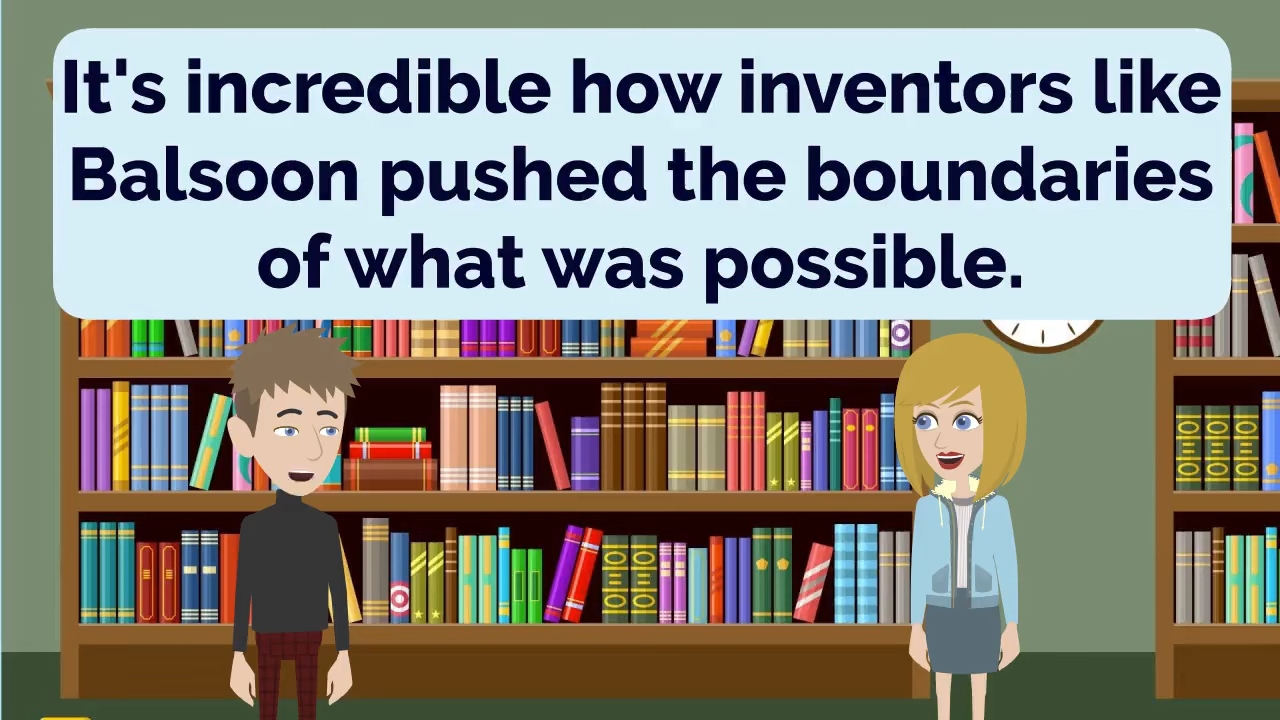 It's incredible how inventors like
Balsoon pushed the boundaries
of what was possible.